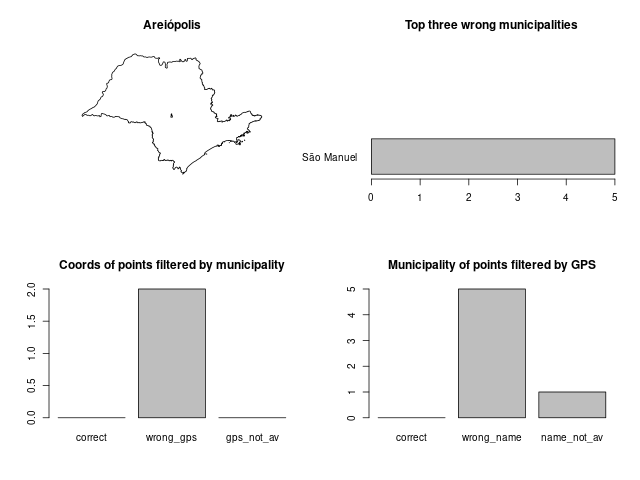 Areiópolis
Top three wrong municipalities
São Manuel
0 1 2 3 4 5
Coords of points filtered by municipality
0.0 0.5 1.0 1.5 2.0
correct wrong_gps gps_not_av
Municipality of points filtered by GPS
0 1 2 3 4 5
correct wrong_name name_not_av